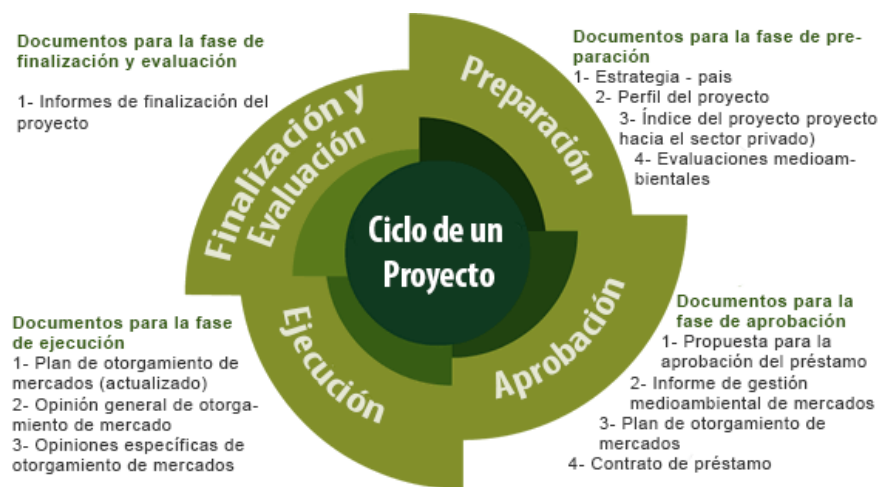 Documentos para la fase de
finalización y evaluación
1- Informes de finalización del
proyecto
Documentos para la fase de pre-
paración
1- Estrategia - pais
2- Perfil del proyecto
3- Índice del proyecto proyecto
hacia el sector privado)
4- Evaluaciones medioam-
bientales
Finalización y
Evaluación
Preparación
Ciclo de un
Proyecto
Ejecución
Aprobación
Documentos para la fase
de ejecución
1- Plan de otorgamiento de
mercados (actualizado)
2- Opinión general de otorga-
miento de mercado
3- Opiniones específicas de
otorgamiento de mercados
Documentos para la
fase de aprobación
1- Propuesta para la
aprobación del préstamo
2- Informe de gestión
medioambiental de mercados
3- Plan de otorgamiento de
mercados
4- Contrato de préstamo